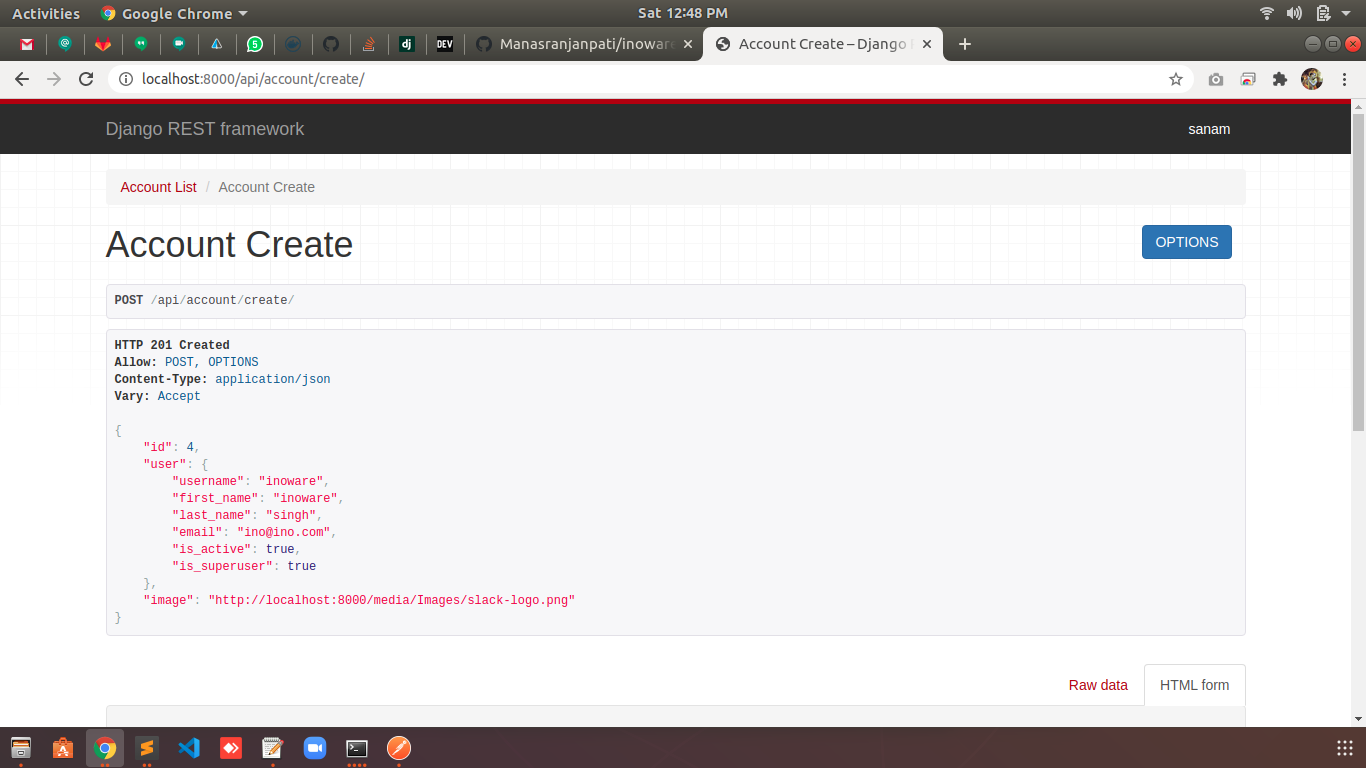 Activities Google Chrome Sat 12:48 PM
5 dj DEV Manasranjanpati/inoware Account Create – Django
localhost:8000/api/account/create/
Django REST framework sanam
Account List / Account Create
Account Create OPTIONS
POST /api/account/create/
HTTP 201 Created
Allow: POST, OPTIONS
Content-Type: application/json
Vary: Accept
{
"id": 4,
"user": {
"username": "inoware",
"first_name": "inoware",
"last_name": "singh",
"email": "ino@ino.com",
"is_active": true,
"is_superuser": true
},
"image": "http://localhost:8000/media/Images/slack-logo.png"
}
Raw data HTML form